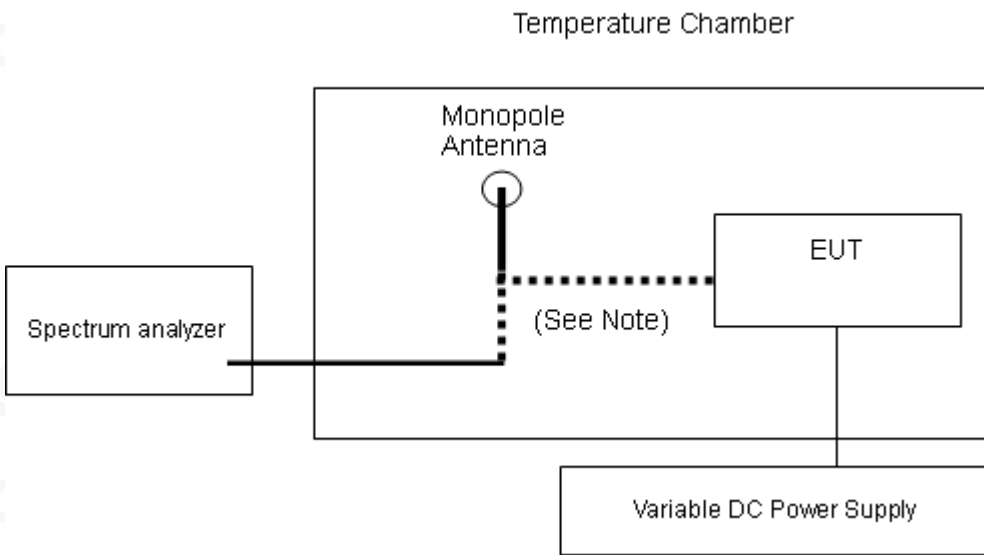 Temperature Chamber
Monopole
Antenna
EUT
Spectrum analyzer
(See Note)
Variable DC Power Supply